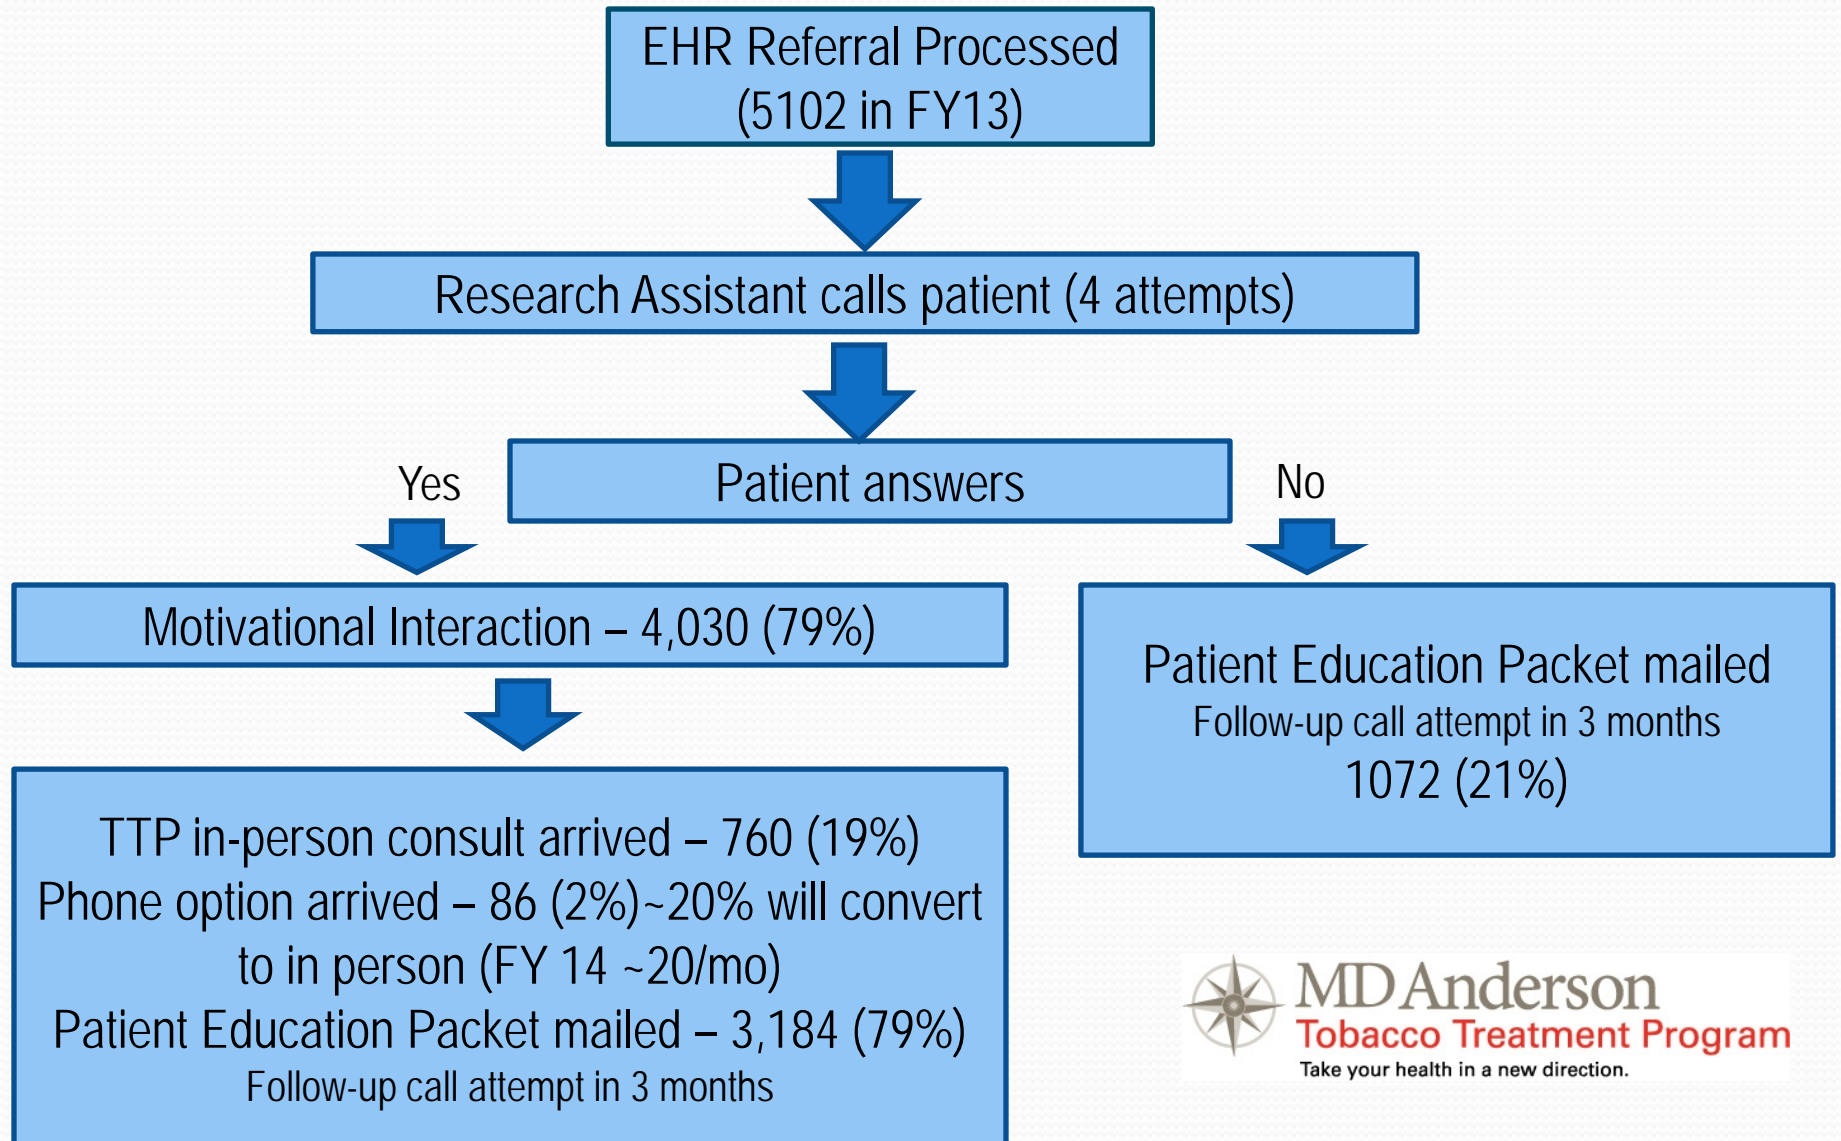 EHR Referral Processed
(5102 in FY13)
Research Assistant calls patient (4 attempts)
Yes
Patient answers
No
Motivational Interaction – 4,030 (79%)
Patient Education Packet mailed
Follow-up call attempt in 3 months
1072 (21%)
TTP in-person consult arrived – 760 (19%)
Phone option arrived – 86 (2%)~20% will convert
to in person (FY 14 ~20/mo)
Patient Education Packet mailed – 3,184 (79%)
Follow-up call attempt in 3 months
MD Anderson
Tobacco Treatment Program
Take your health in a new direction.